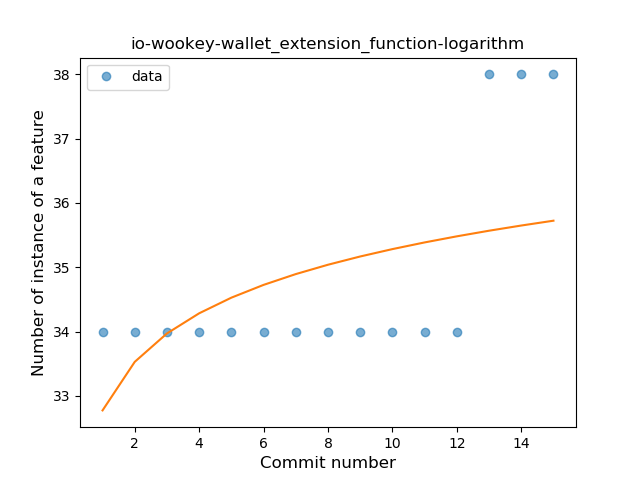 io-wookey-wallet_extension_function-logarithm
data
38
37
36
35
34
33
Number of instance of a feature
2 4 6 8 10 12 14
Commit number